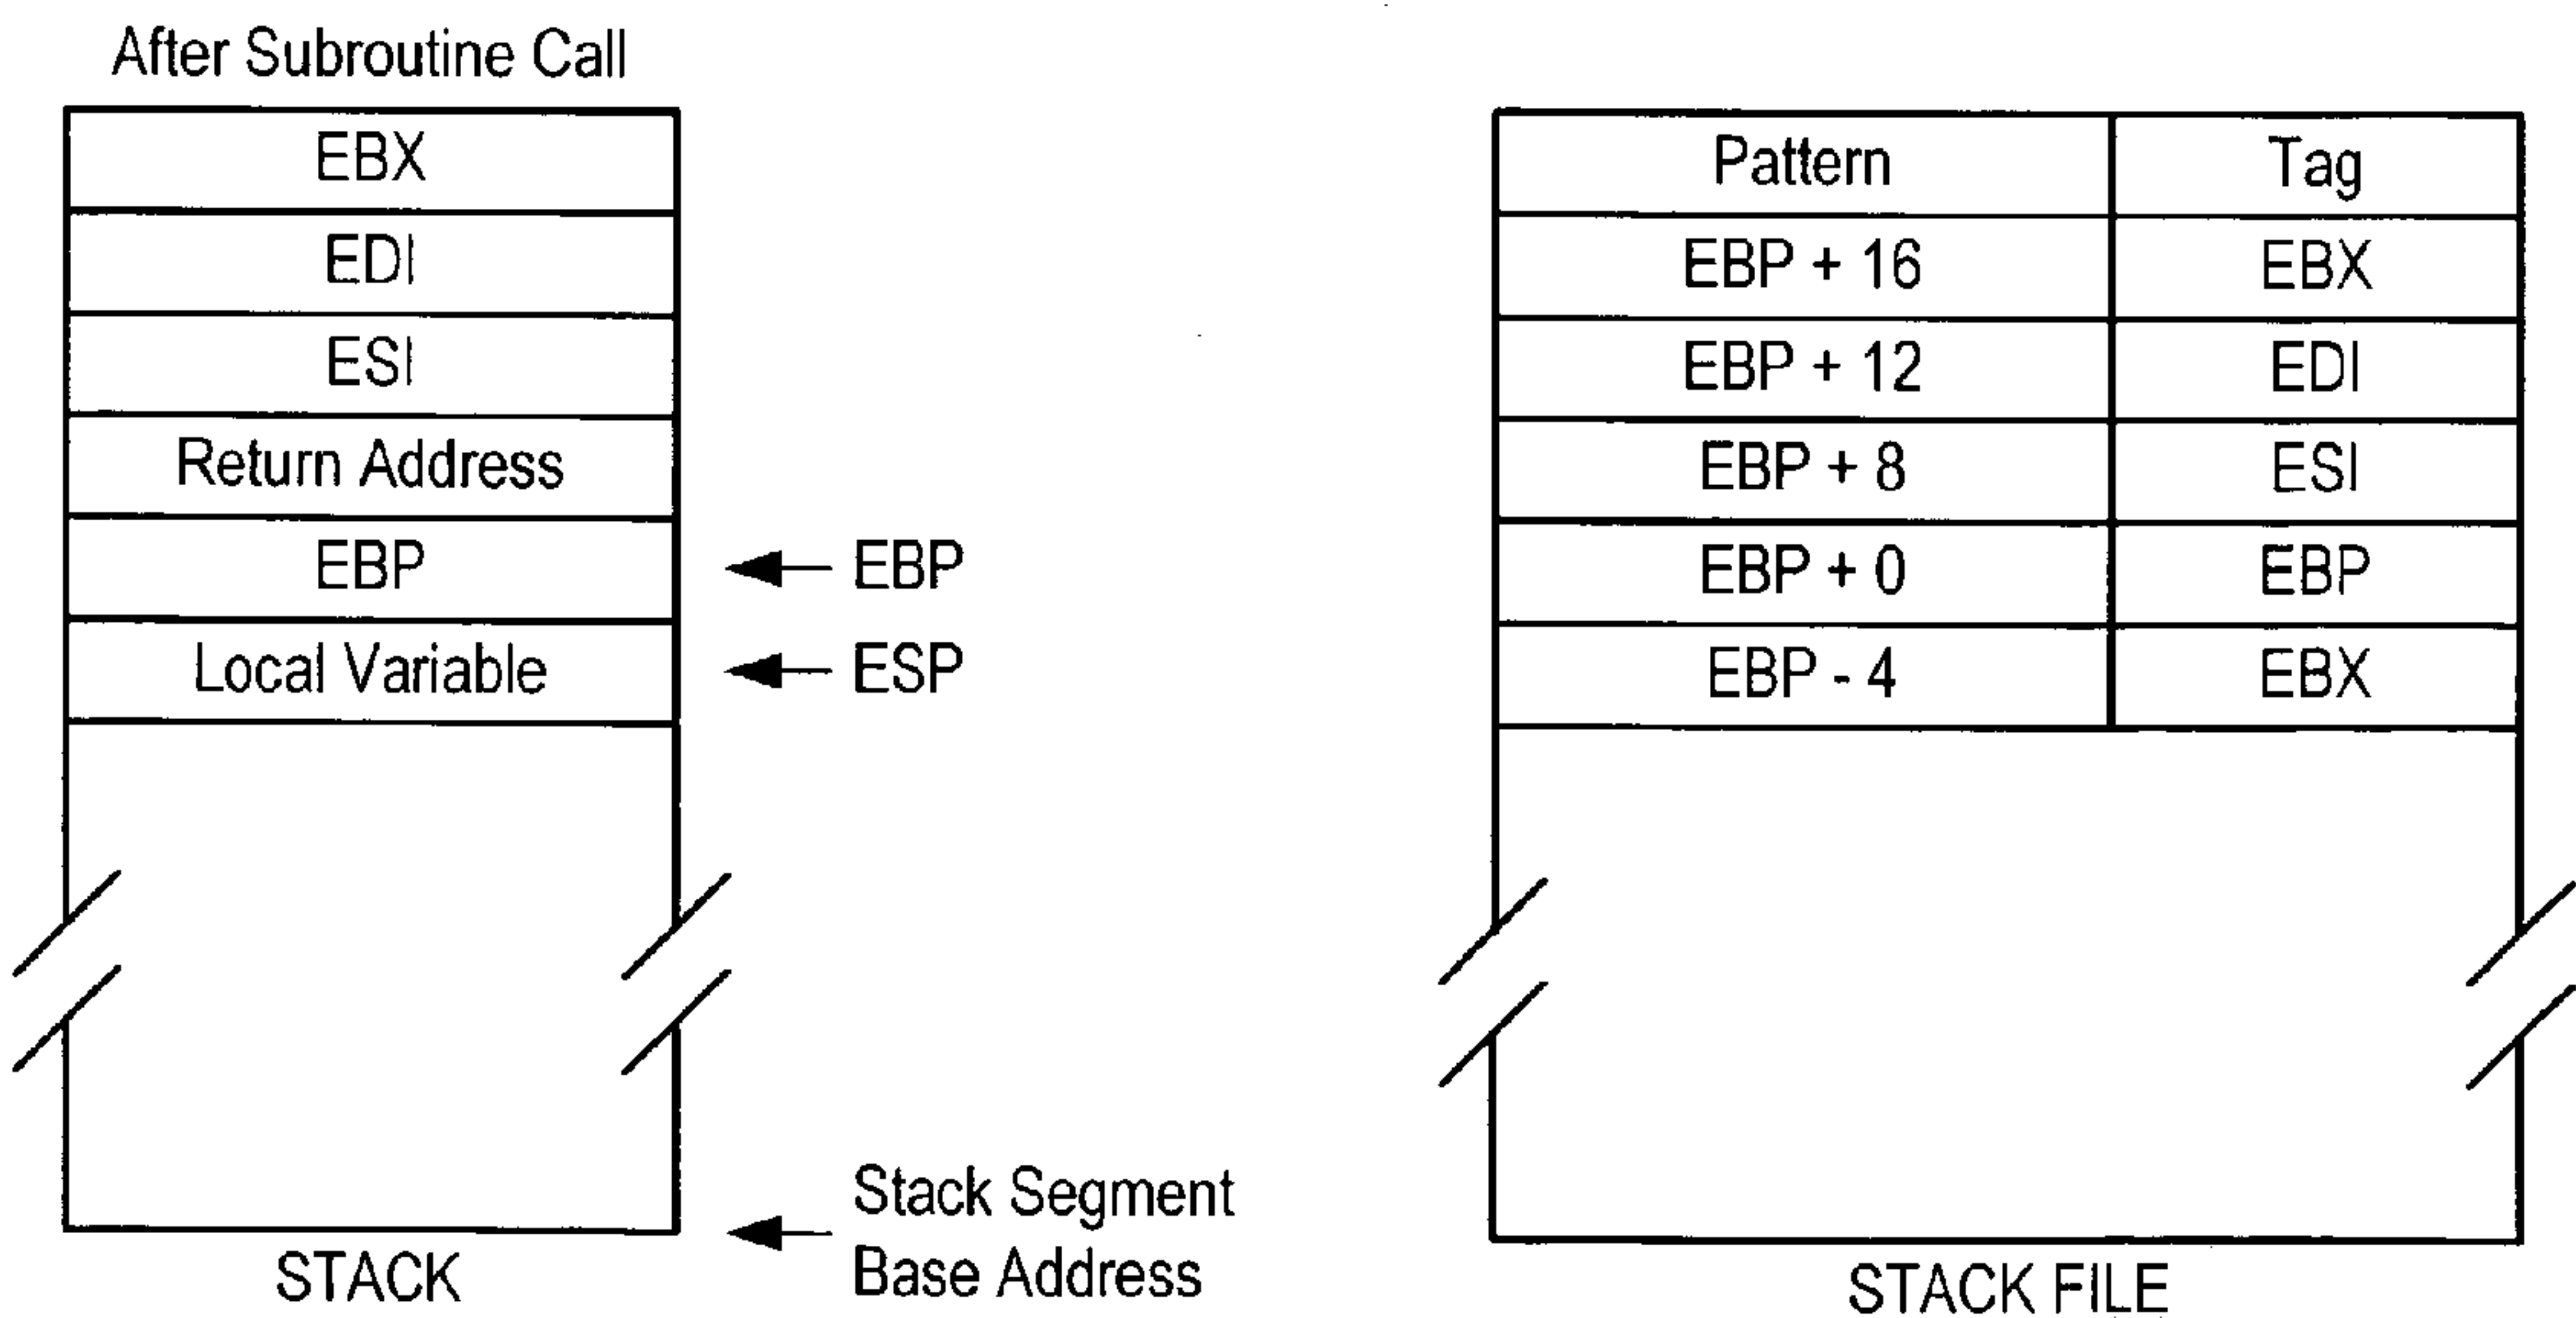 After Subroutine Call
EBX
EDI
ESI
Return Address
EBP
Local Variable
EBP
ESP
Stack Segment
Base Address
STACK
Pattern Tag
EBP + 16 EBX
EBP + 12 EDI
EBP + 8 ESI
EBP + 0 EBP
EBP - 4 EBX
STACK FILE